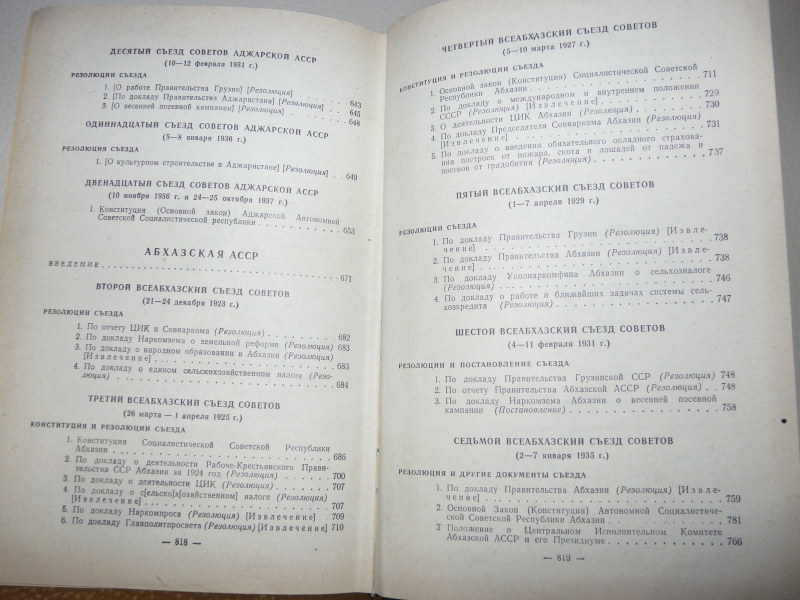 ДЕСЯТЫЙ СЪЕЗД СОВЕТОВ АДЖАРСКОЙ АССР
(10—12 февраля 1931 г.)
РЕЗОЛЮЦИИ СЪЕЗДА
1. [О работе Правительства Грузии] [Резолюция] . 643
2. [По докладу Правительства Аджаристана] [Резолюция] . 645
3. [О весенней посевной кампании] [Резолюция] . . . 648
ОДИННАДЦАТЫЙ СЪЕЗД СОВЕТОВ АДЖАРСКОЙ АССР
(5—8 января 1936 г.)
РЕЗОЛЮЦИЯ СЪЕЗДА
1. [О культурном строительстве в Аджаристане] [Резолюция] . 649
ДВЕНАДЦАТЫЙ СЪЕЗД СОВЕТОВ АДЖАРСКОЙ АССР
(10 ноября 1936 г. и 24—25 октября 1937 г.)
1. Конституция (Основной закон) Аджарской Автономной
Советской Социалистической республики . . . . . . 653
АБХАЗСКАЯ АССР
ВВЕДЕНИЕ . . . . . . . . . . . . . . . . . . . . 671
ВТОРОЙ ВСЕАБХАЗСКИЙ СЪЕЗД СОВЕТОВ
(21—24 декабря 1923 г.)
РЕЗОЛЮЦИИ СЪЕЗДА
1. По отчету ЦИК и Совнаркома (Резолюция) . . . . . . 682
2. По докладу Наркомзема о земельной реформе (Резолюция) 683
3. По докладу о народном образовании в Абхазии (Резолюция)
[Извлечение] . . . . . . . . . . . . . . . . . 683
4. По докладу о едином сельскохозяйственном налоге (Резо-
люция) . . . . . . . . . . . . . . . . . . . . 684
ТРЕТИЙ ВСЕАБХАЗСКИЙ СЪЕЗД СОВЕТОВ
(26 марта — 1 апреля 1925 г.)
КОНСТИТУЦИЯ И РЕЗОЛЮЦИИ СЪЕЗДА
1. Конституция Социалистической Советской Республики
Абхазии . . . . . . . . . . . . . . . . . . . . 686
2. По докладу о деятельности Рабоче-Крестьянского Прави-
тельства ССР Абхазии за 1924 год (Резолюция) . . . 700
3. По докладу о деятельности ЦИК (Резолюция) . . . . 707
4. По докладу о с[ельско]х[озяйственном] налоге (Резолюция)
[Извлечение] . . . . . . . . . . . . . . . . . 707
5. По докладу Наркомпроса (Резолюция) [Извлечение] 709
6. По докладу Главполитпросвета (Резолюция) [Извлечение] 710
— 818 —
ЧЕТВЕРТЫЙ ВСЕАБХАЗСКИЙ СЪЕЗД СОВЕТОВ
(5—10 марта 1927 г.)
КОНСТИТУЦИЯ И РЕЗОЛЮЦИИ СЪЕЗДА
1. Основной закон (Конституция) Социалистической Советской
Республики Абхазии . . . . . . . . . . . . . . 711
2. По докладу о международном и внутреннем положении
СССР (Резолюция) [Извлечение] . . . . . . . . 729
3. О деятельности ЦИК Абхазии (Резолюция) . . . . . 730
4. По докладу Председателя Совнаркома Абхазии (Резолюция)
[Извлечение] . . . . . . . . . . . . . . . . . 731
5. По докладу о введении обязательного окладного страхова-
ния построек от пожара, скота и лошадей от падежа и
посевов от градобития (Резолюция) . . . . . . . 737
ПЯТЫЙ ВСЕАБХАЗСКИЙ СЪЕЗД СОВЕТОВ
(1—7 апреля 1929 г.)
РЕЗОЛЮЦИИ СЪЕЗДА
1. По докладу Правительства Грузии (Резолюция) [Извле-
чение] . . . . . . . . . . . . . . . . . . . . 738
2. По докладу Правительства Абхазии (Резолюция) [Извле-
чение] . . . . . . . . . . . . . . . . . . . . 738
3. По докладу Уполнаркомфина Абхазии о сельхозналоге
(Резолюция) . . . . . . . . . . . . . . . . . 746
4. По докладу о работе и ближайших задачах системы сель-
хозкредита (Резолюция) . . . . . . . . . . . . 747
ШЕСТОЙ ВСЕАБХАЗСКИЙ СЪЕЗД СОВЕТОВ
(4—11 февраля 1931 г.)
РЕЗОЛЮЦИИ И ПОСТАНОВЛЕНИЕ СЪЕЗДА
1. По докладу Правительства Грузинской ССР (Резолюция) 748
2. По отчету Правительства Абхазской АССР (Резолюция) . 748
3. По докладу Наркомзема Абхазии о весенней посевной
кампании (Постановление) . . . . . . . . . . . 758
СЕДЬМОЙ ВСЕАБХАЗСКИЙ СЪЕЗД СОВЕТОВ
(2—7 января 1935 г.)
РЕЗОЛЮЦИЯ И ДРУГИЕ ДОКУМЕНТЫ СЪЕЗДА
1. По докладу Правительства Абхазии (Резолюция) [Извле-
чение] . . . . . . . . . . . . . . . . . . . . 759
2. Основной Закон (Конституция) Автономной Социалистиче-
ской Советской Республики Абхазии . . . . . . . 781
3. Положение о Центральном Исполнительном Комитете
Абхазской АССР и его Президиуме . . . . . . . . 766
— 819 —